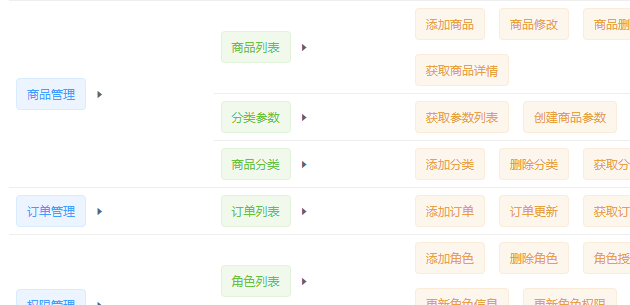 添加商品 商品修改 商品删
商品列表
获取商品详情
商品管理
分类参数 获取参数列表 创建商品参数
商品分类 添加分类 删除分类 获取分
订单管理 订单列表 添加订单 订单更新 获取订
添加角色 删除角色 角色授
角色列表
权限管理 更新角色信息 更新角色权限